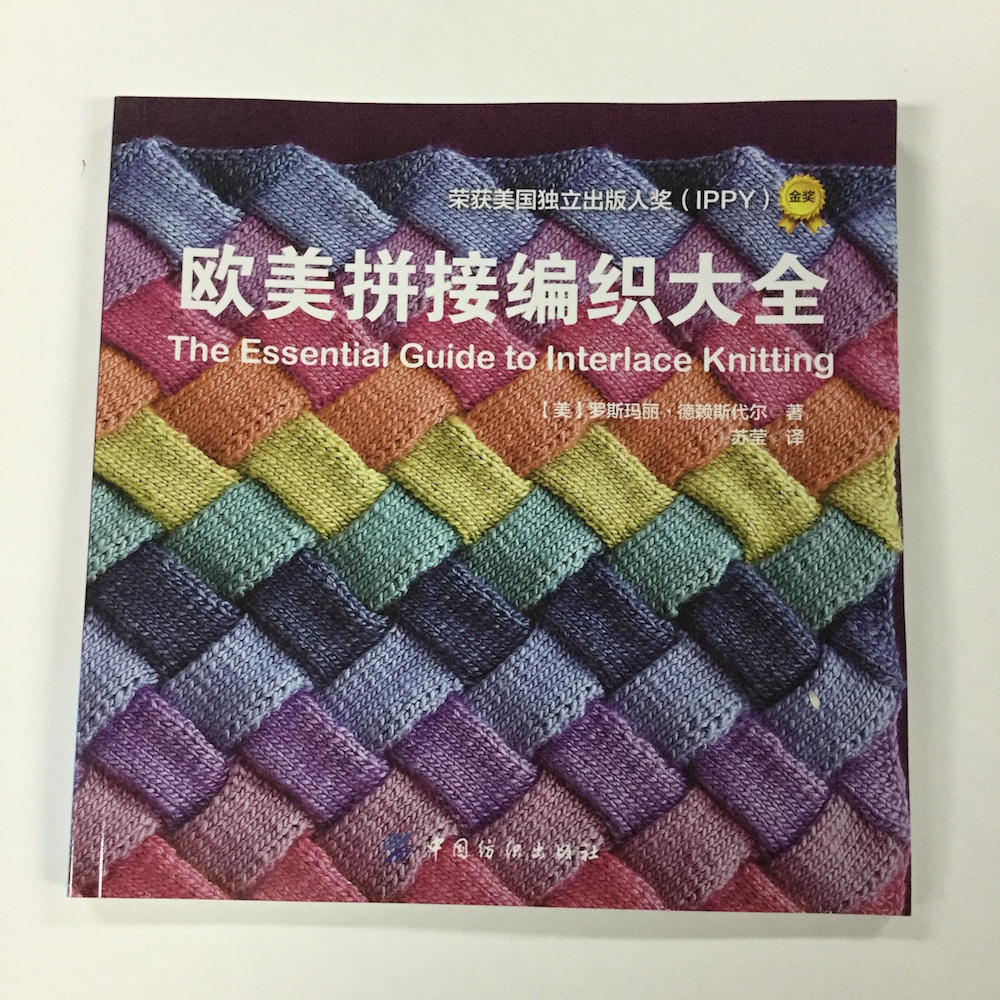 荣获美国独立出版人奖（IPPY） 金奖
欧美拼接编织大全
The Essential Guide to Interlace Knitting
【美】罗斯玛丽·德赖斯代尔◎著
苏莹◎译
中国纺织出版社